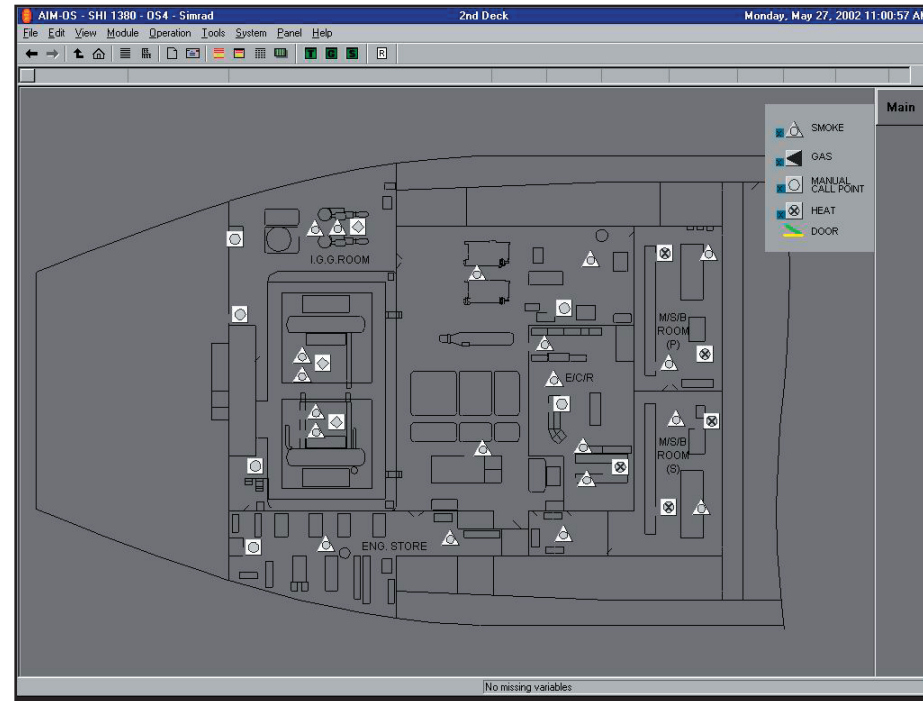 AIM-OS - SHI 1380 - OS4 - Simrad 2nd Deck Monday, May 27, 2002 11:00:57 AM
File Edit View Module Operation Tools System Panel Help
T G S R
Main
SMOKE
GAS
MANUAL
CALL POINT
HEAT
DOOR
I.G.G.ROOM
M/S/B
ROOM
(P)
E/C/R
M/S/B
ROOM
(S)
ENG. STORE
No missing variables